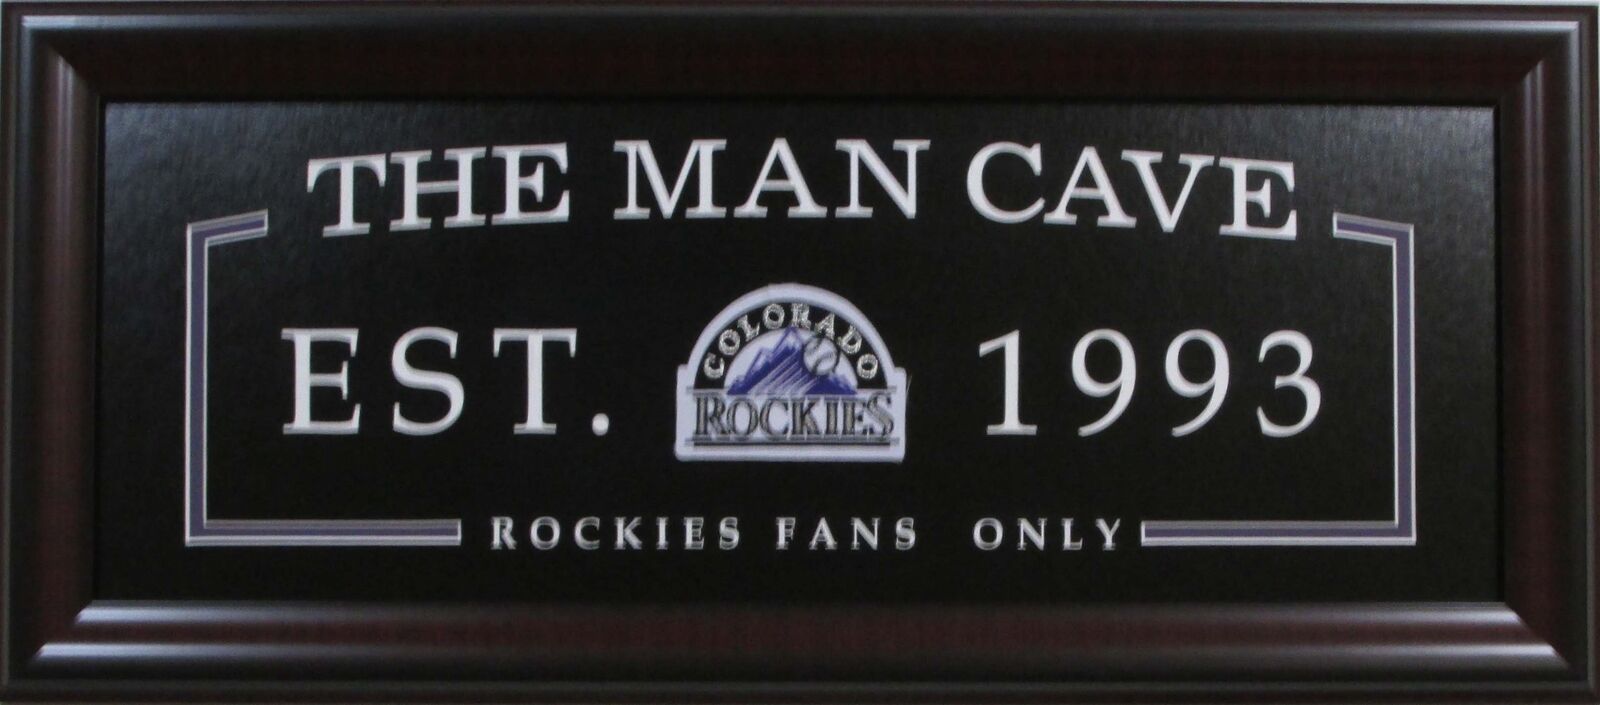 THE MAN CAVE
EST. 1993
COLORADO
ROCKIES
ROCKIES FANS ONLY